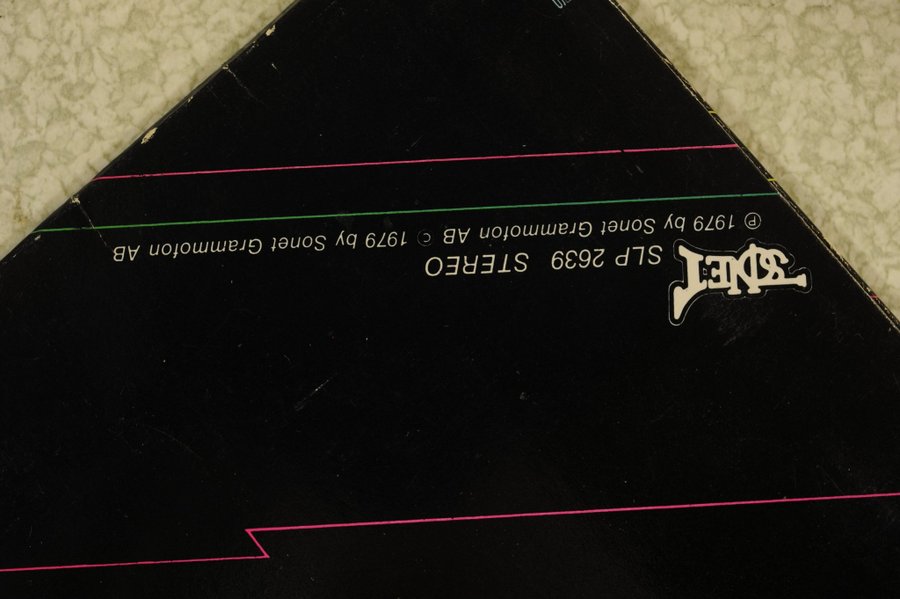 SONET SLP 2639 STEREO
℗ 1979 by Sonet Grammofon AB © 1979 by Sonet Grammofon AB